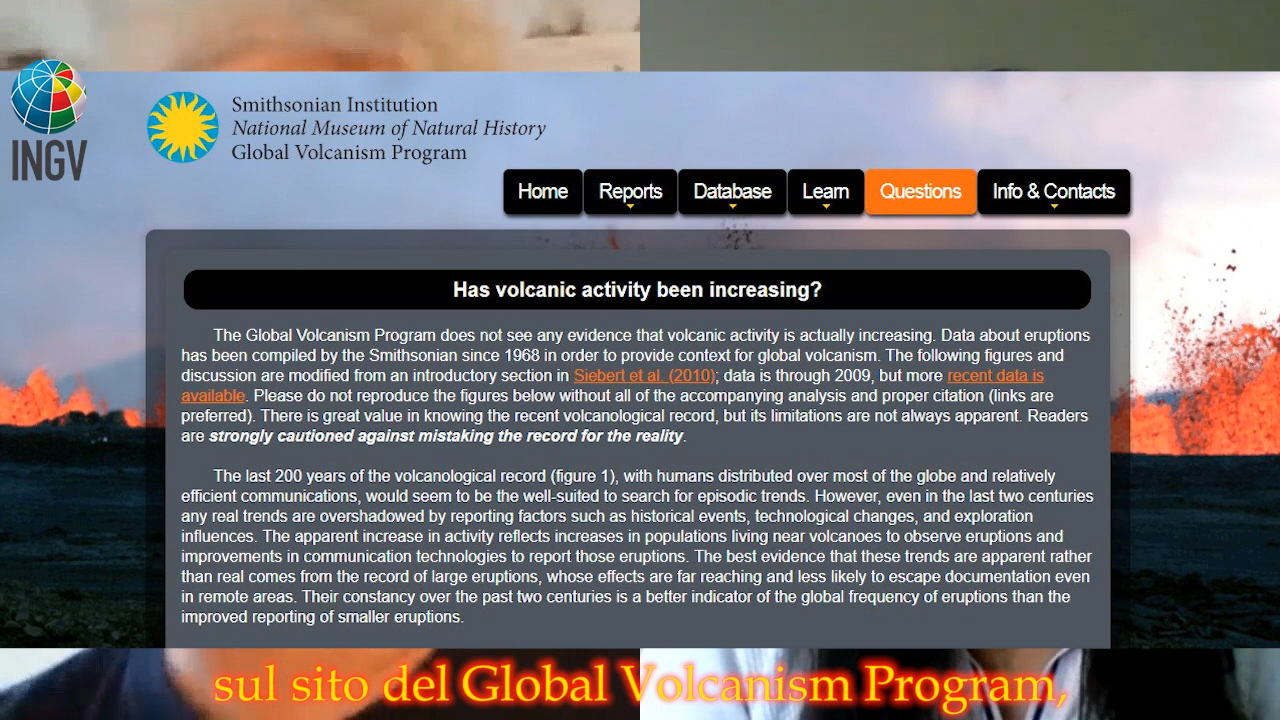 INGV
Smithsonian Institution
National Museum of Natural History
Global Volcanism Program
Home Reports Database Learn Questions Info & Contacts
Has volcanic activity been increasing?
The Global Volcanism Program does not see any evidence that volcanic activity is actually increasing. Data about eruptions
has been compiled by the Smithsonian since 1968 in order to provide context for global volcanism. The following figures and
discussion are modified from an introductory section in Siebert et al. (2010); data is through 2009, but more recent data is
available. Please do not reproduce the figures below without all of the accompanying analysis and proper citation (links are
preferred). There is great value in knowing the recent volcanological record, but its limitations are not always apparent. Readers
are strongly cautioned against mistaking the record for the reality.
The last 200 years of the volcanological record (figure 1), with humans distributed over most of the globe and relatively
efficient communications, would seem to be the well-suited to search for episodic trends. However, even in the last two centuries
any real trends are overshadowed by reporting factors such as historical events, technological changes, and exploration
influences. The apparent increase in activity reflects increases in populations living near volcanoes to observe eruptions and
improvements in communication technologies to report those eruptions. The best evidence that these trends are apparent rather
than real comes from the record of large eruptions, whose effects are far reaching and less likely to escape documentation even
in remote areas. Their constancy over the past two centuries is a better indicator of the global frequency of eruptions than the
improved reporting of smaller eruptions.
sul sito del Global Volcanism Program,